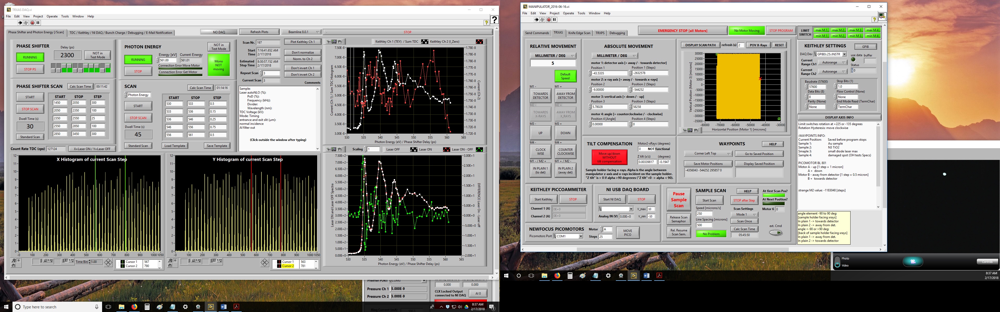 TRXAS DAQ.vi
File Edit View Project Operate Tools Window Help
Phase Shifter and Photon Energy [/Scan]
TDC / Keithley / NI DAQ / Bunch Charge / Debugging / E-Mail Notification
NO DAQ
Refresh Plots
Beamline 8.0.1
STOP
PHASE SHIFTER
Delay (ps)
RUNNING
2300
NOT in
Test Mode
STOP PS
PHOTON ENERGY
NOT in
Test Mode
Energy [eV] Current Energy
RUNNING
561.00 561.01
Connection Error Move Motor
STOP
Connection Error Get Motor
Mono
NOT
moving
Scan Nr. 197
Start
Time
7:16:41.652 AM
2/17/2018
Estimated
Stop Time
8:30:57.152 AM
2/17/2018
Repeat Scan 3
Current Scan 3
Plot Keithley Ch 1
Don't normalize
Norm. to Ch 2
Don't invert Ch 1
Don't invert Ch 2
Comments
PHASE SHIFTER SCAN
Calc Scan Time 00:11:42
START
STOP SCAN
Dwell Time (s)
30
Standard Scan
START STOP STEP
1450 2050 300
2050 2350 100
2350 2550 25
2550 2850 100
2850 3450 300
SCAN
Calc Scan Time 01:14:16
Photon Energy
START
STOP SCAN
Dwell Time (s)
45
Standard Scan
START STOP STEP
530 533 0.5
533 536 0.15
536 546 0.25
546 556 0.75
556 561 0.5
Load Template
Save Template
Sample:
Laser autoNLO (%):
PoD (%):
Frequency (kHz):
Divider:
Wavelength (nm):
TDC Voltage (kV):
Mode: Timing
entrance and exit slit (µm):
normal incidence
Al filter out
(Click outside the window after typing)
Count Rate TDC (cps) 127124
X=Laser ON / Y=Laser OFF
X Histogram of current Scan Step
12
11
10
9
8
7
6
5
4
3
2
1
0
-0 100 200 300 400 500 600 700 800 900 1000 1050
Time Bin 1.00
Cursor 1 567
Cursor 2 790
Y Histogram of current Scan Step
12
11
10
9
8
7
6
5
4
3
2
1
0
-0 100 200 300 400 500 600 700 800 900 1000 1050
Cursor 1 563
Cursor 2 781
Keithley Ch 1 (TEY) / Sum TDC
Keithley Ch 2 (I_Zero)
Current (Ch 1) / Sum TDC Histogram
7.50E-8
7.00E-8
6.50E-8
6.00E-8
5.50E-8
5.00E-8
4.50E-8
4.00E-8
3.50E-8
3.00E-8
1.78E-8
1.78E-8
1.77E-8
1.76E-8
1.76E-8
1.75E-8
1.74E-8
1.73E-8
1.73E-8
1.72E-8
1.72E-8
Current (Ch 2)
530 535 540 545 550 555 560 565
Photon Energy (eV) / Phase Shifter Delay (ps)
Scaling 1
Laser OFF
Laser ON
Laser ON - OFF
Laser ON and Laser OFF Spectra
7.50E+2
7.00E+2
6.50E+2
6.00E+2
5.50E+2
5.00E+2
4.50E+2
4.00E+2
3.50E+2
3.00E+2
2.50E+2
2.00E+2
1.50E+2
1.00E+2
5.00E+1
0.00E+0
3.00E+1
2.50E+1
2.00E+1
1.50E+1
1.00E+1
5.00E+0
0.00E+0
-5.00E+0
-1.00E+1
-1.50E+1
-2.00E+1
DIFFERENCE Laser On - Laser off
530 535 540 545 550 555 560 565
Photon Energy (eV) / Phase Shifter Delay (ps)
Pressure Ch 1 5.000E-9
Pressure Ch 2 5.000E-9
0.000 0.000
CLX Locked Output
connected to NI DAQ
AI 0
Type here to search
8:37 AM
2/17/2018
MANIPULATOR_2016-06-16.vi
File Edit View Project Operate Tools Window Help
Send Commands TRXAS Knife Edge Scan TRXPS Debugging
EMERGENCY STOP [all Motors]
No Motor Moving
STOP PROGRAM
LIMIT
SWITCH
max M 1 max M 2 max M 3 max M 4
min M 1 min M 2 min M 3 min M 4
RELATIVE MOVEMENT
MILLIMETER / DEG
5
Default
Speed
M1 - M1 +
TOWARDS
DETECTOR
AWAY FROM
DETECTOR
M2 - M2 +
TOWARDS
X-RAYS
AWAY FROM
X_RAYS
M3 - M3 +
UP DOWN
M4 - M4 +
CLOCK
WISE
COUNTER
CLOCKWISE
M1 - / M2 + M1 + / M2 -
IN PLAIN 1
(to det)
IN PLAIN 2
(away det)
ABSOLUTE MOVEMENT
MILLIMETER / DEG
motor 1: detector axis [+ away / - towards detector]
Position 1 Position 1 (Steps)
-43.5335 -2632578
motor 2: x-ray axis [+ away / - towards x-rays]
Position 2 Position 2 (Steps)
-9.00000 -544252
motor 3: vertical axis [+ down / - up]
Position 3 Position 3 (Steps)
5.78028 58258
motor 4: angle [+ counterclockwise / - clockwise]
Position 4 [Angle] Position 4 (Steps)
0.00000 0
DISPLAY SCAN PATH
refresh (s) 2
POV X-Rays
RESET
Vertical Position (Motor 3) [microns]
30000
25000
20000
15000
10000
5000
0
-5000
-10000
-15000
-20000
-25000
-30000
-35000
-80000 -70000 -60000 -50000 -40000 -30000
Horizontal Position (Motor 1) [microns]
TILT COMPENSATION
Motor2-xRays (degrees)
0 NOT functional
Move up/down
WITHOUT
tilt compensation
Z tilt (x/z) (degrees)
0.00339817 -0.1947
Sample holder facing x-rays. Alpha is the angle between
manipulator z-axis and x-rays incident on the sample holder.
"Z tilt" is > 0 if alpha >90 degreees ("Z tilt"<0 -> alpha < 90).
WAYPOINTS
HELP
Corner Left Top
Go to Saved Position
Save Motor Positions
Display Saved Position
-4356043 -544252 295857 0
KEITHLEY PICCOAMMETER
Start Keithley
STOP
Channel 1 (A) 0E+0
Channel 2 (A) 0E+0
NI USB DAQ BOARD
Start NI DAQ
STOP
V_max 10
Analog IN (V) 0.00E+0
V_min -10
NEWFOCUS PICOMOTORS
Picomotors Port COM1
Motor A
Steps 25
MOVE
PICO
Pause
Sample
Scan
Release Scan
Semaphor
Rel. Resume
Scan Sem.
SAMPLE SCAN
HELP
Start Scan
STOP after Step
Speed [microns/s]
250
Line Spacing [microns]
500
No Problem
Scan Settings
Mode 1
Scan Once
Calc Scan Time
05:45:50
At first Scan Pos?
At Next Position?
Motor 6 0
ext. Cmd
KEITHLEY SETTINGS
GPIB
DAQ Dev GPIB0::25::INSTR
use data buffer
Current
Range Ch1
Autorange
Current
Range Ch2
Autorange
Status
0
Baudrate (57600) Stop Bits (1)
57600 1.0
Data Bits (8) Flow Control (None)
8 None
Parity (None) End Mode Read (TermChar)
None TermChar
DISPLAY AXIS INFO
Limit switches rotation at +225 or -135 degrees
Rotation Hysteresis: move clockwise
:WAYPOINTS INFO:
Current Position: Saved before program stops
Sample 1: Au sample
Sample 2: N3 TiO2
Smaple 3: small diode laser max
Sample 4: damaged spot (OH tests Specs)
PICOMOTOR BL 801
Motor A - up [1 step = 1 micron]
A + down
Motor B - away from detector [1 step = 0.5 micron]
B + towards detector
strange M2 value: -1183048 [steps]
angle element -90 to 90 deg:
[sample holder facing xrays]
In plain 1 -> towards detector
In plain 2 -> away from det.
angle <-90 or >90 deg:
[back of sample holder facing xrays]
In plain 1 -> away from det.
In plain 2 -> towards detector
Photo
Video
Controls
8:37 AM
2/17/2018